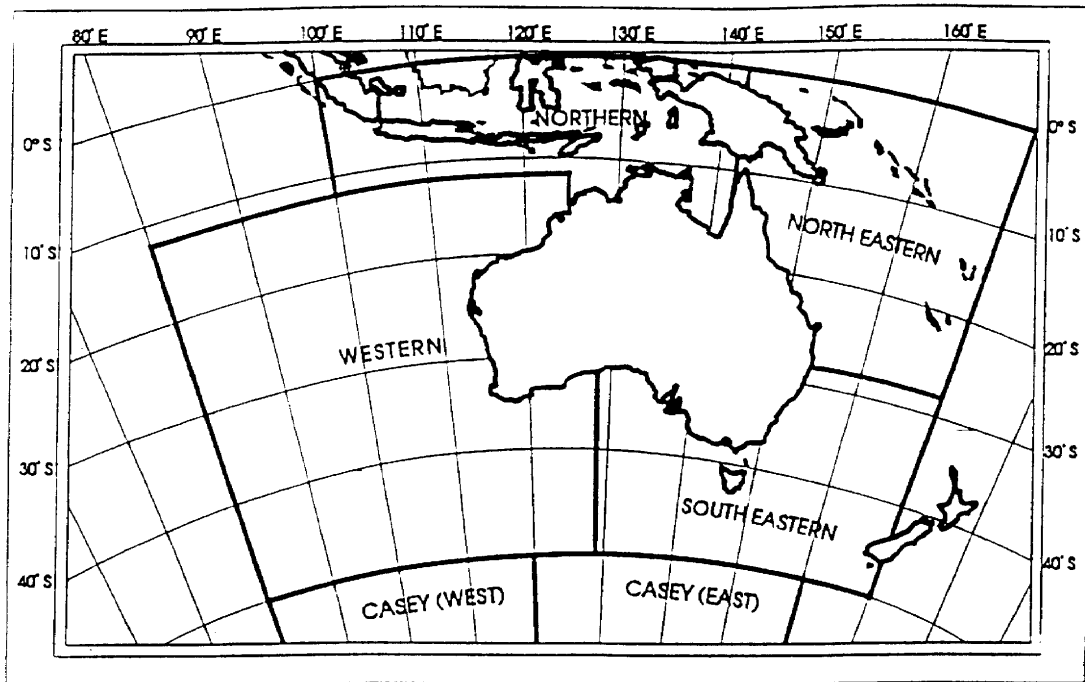 80° E 90° E 100° E 110° E 120° E 130° E 140° E 150° E 160° E
NORTHERN
0° S 0° S
NORTH EASTERN
10° S 10° S
WESTERN
20° S 20° S
30° S 30° S
SOUTH EASTERN
40° S 40° S
CASEY (WEST) CASEY (EAST)